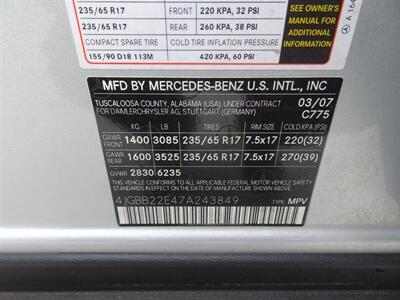 235/65 R17 FRONT 220 KPA, 32 PSI
235/65 R17 REAR 260 KPA, 38 PSI
COMPACT SPARE TIRE COLD TIRE INFLATION PRESSURE
155/90 D18 113M 420 KPA, 60 PSI
SEE OWNER'S
MANUAL FOR
ADDITIONAL
INFORMATION
MFD BY MERCEDES-BENZ U.S. INTL., INC
TUSCALOOSA COUNTY, ALABAMA (USA). UNDER CONTRACT 03/07
FOR DAIMLERCHRYSLER AG, STUTTGART (GERMANY) C775
KG LB TIRES RIM SIZE COLD KPA (PSI)
GAWR FRONT 1400 3085 235/65 R17 7.5x17 220(32)
GAWR REAR 1600 3525 235/65 R17 7.5x17 270(39)
GVWR 2830 6235
THIS VEHICLE CONFORMS TO ALL APPLICABLE FEDERAL MOTOR VEHICLE SAFETY
STANDARDS IN EFFECT ON THE DATE OF MANUFACTURE SHOWN ABOVE.
4JGBB22E47A243849 TYPE: MPV